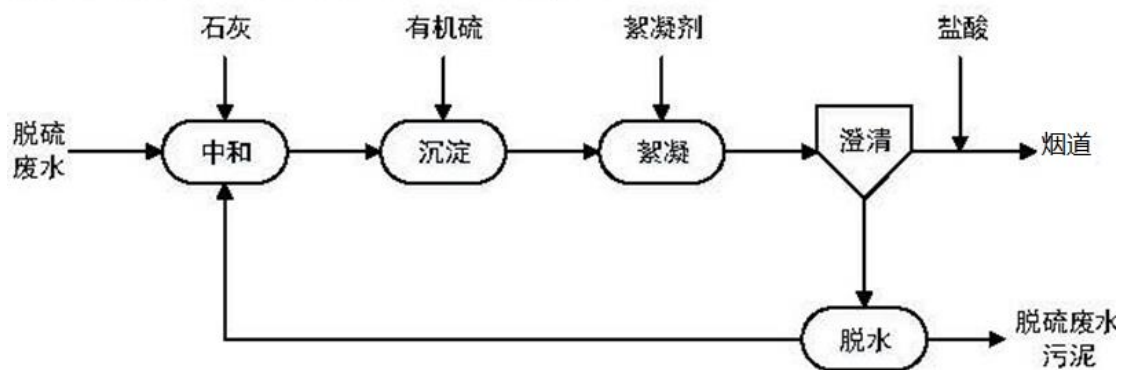 石灰
有机硫
絮凝剂
盐酸
脱硫
废水
中和
沉淀
絮凝
澄清
烟道
脱水
脱硫废水
污泥